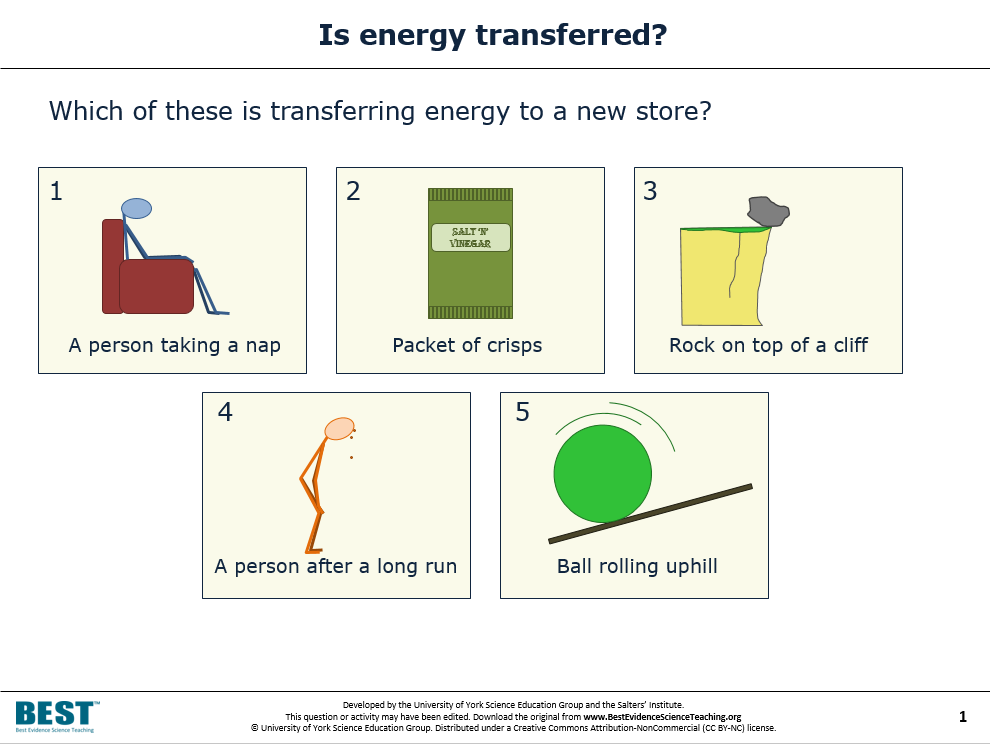 Is energy transferred?
Which of these is transferring energy to a new store?
1
SALT 'N'
VINEGAR
A person taking a nap
2
Packet of crisps
3
Rock on top of a cliff
4
A person after a long run
5
Ball rolling uphill
BEST™
Best Evidence Science Teaching
Developed by the University of York Science Education Group and the Salters' Institute.
This question or activity may have been edited. Download the original from www.BestEvidenceScienceTeaching.org
© University of York Science Education Group. Distributed under a Creative Commons Attribution-NonCommercial (CC BY-NC) license.
1